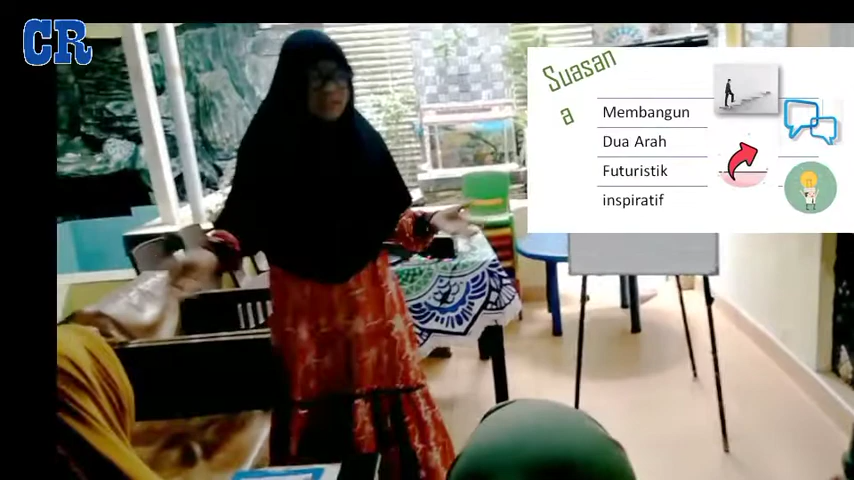 CR
Suasan
a
Membangun
Dua Arah
Futuristik
inspiratif